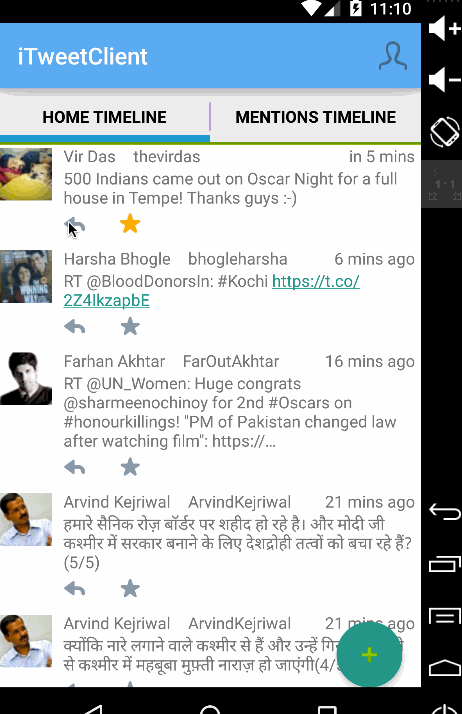 11:10
iTweetClient
HOME TIMELINE MENTIONS TIMELINE
Vir Das thevirdas in 5 mins
500 Indians came out on Oscar Night for a full
house in Tempe! Thanks guys :-)
Harsha Bhogle bhogleharsha 6 mins ago
RT @BloodDonorsIn: #Kochi https://t.co/
2Z4IkzapbE
Farhan Akhtar FarOutAkhtar 16 mins ago
RT @UN_Women: Huge congrats
@sharmeenochinoy for 2nd #Oscars on
#honourkillings! "PM of Pakistan changed law
after watching film": https://…
Arvind Kejriwal ArvindKejriwal 21 mins ago
हमारे सैनिक रोज़ बॉर्डर पर शहीद हो रहे है। और मोदी जी
कश्मीर में सरकार बनाने के लिए देशद्रोही तत्वों को बचा रहे हैं?
(5/5)
Arvind Kejriwal ArvindKejriwal 21 mins ago
क्योंकि नारे लगाने वाले कश्मीर से हैं और उन्हें
से कश्मीर में महबूबा मुफ़्ती नाराज़ हो जाएंगी(4/